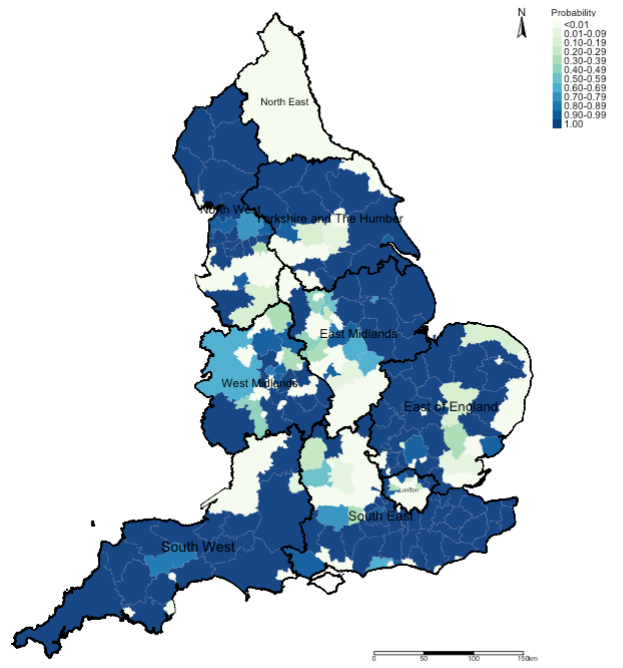 N
Probability
<0.01
0.01-0.09
0.10-0.19
0.20-0.29
0.30-0.39
0.40-0.49
0.50-0.59
0.60-0.69
0.70-0.79
0.80-0.89
0.90-0.99
1.00
North East
North West
Yorkshire and The Humber
East Midlands
West Midlands
East of England
London
South East
South West
0 50 100 150km